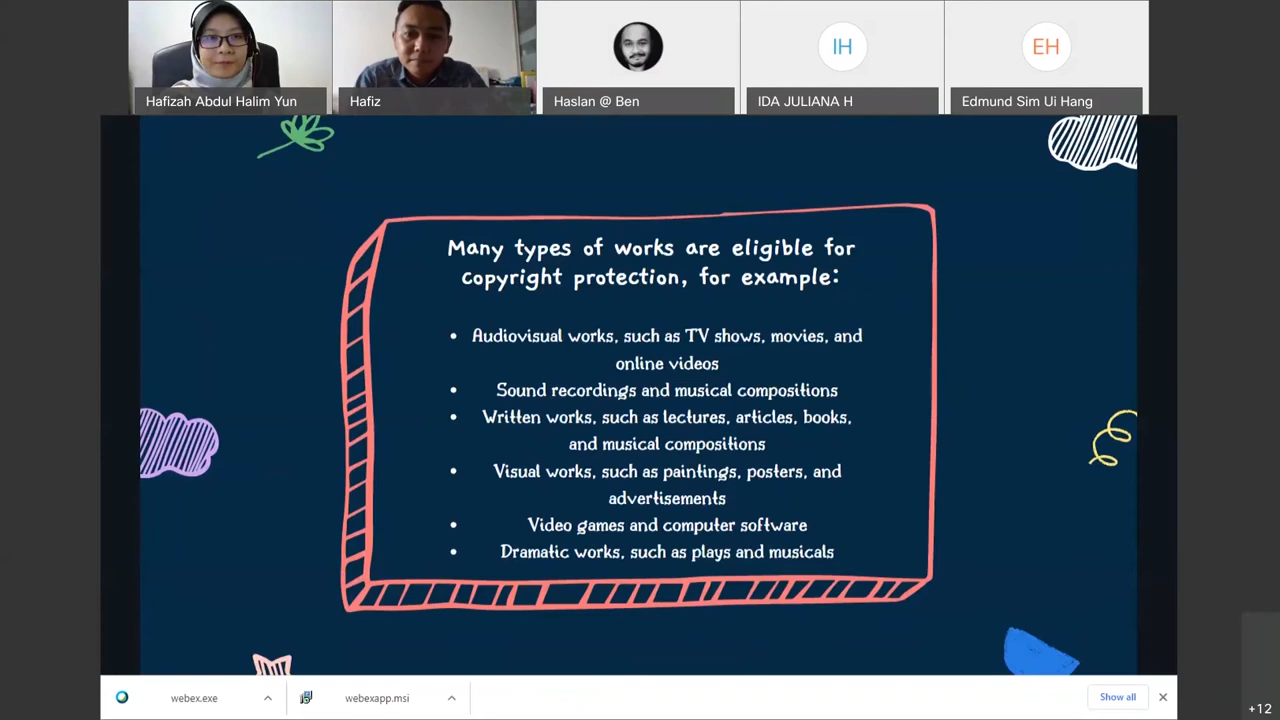 IH
EH
Hafizah Abdul Halim Yun
Hafiz
Haslan @ Ben
IDA JULIANA H
Edmund Sim Ui Hang
Many types of works are eligible for
copyright protection, for example:
• Audiovisual works, such as TV shows, movies, and
online videos
• Sound recordings and musical compositions
• Written works, such as lectures, articles, books,
and musical compositions
• Visual works, such as paintings, posters, and
advertisements
• Video games and computer software
• Dramatic works, such as plays and musicals
webex.exe
webexapp.msi
Show all
+12